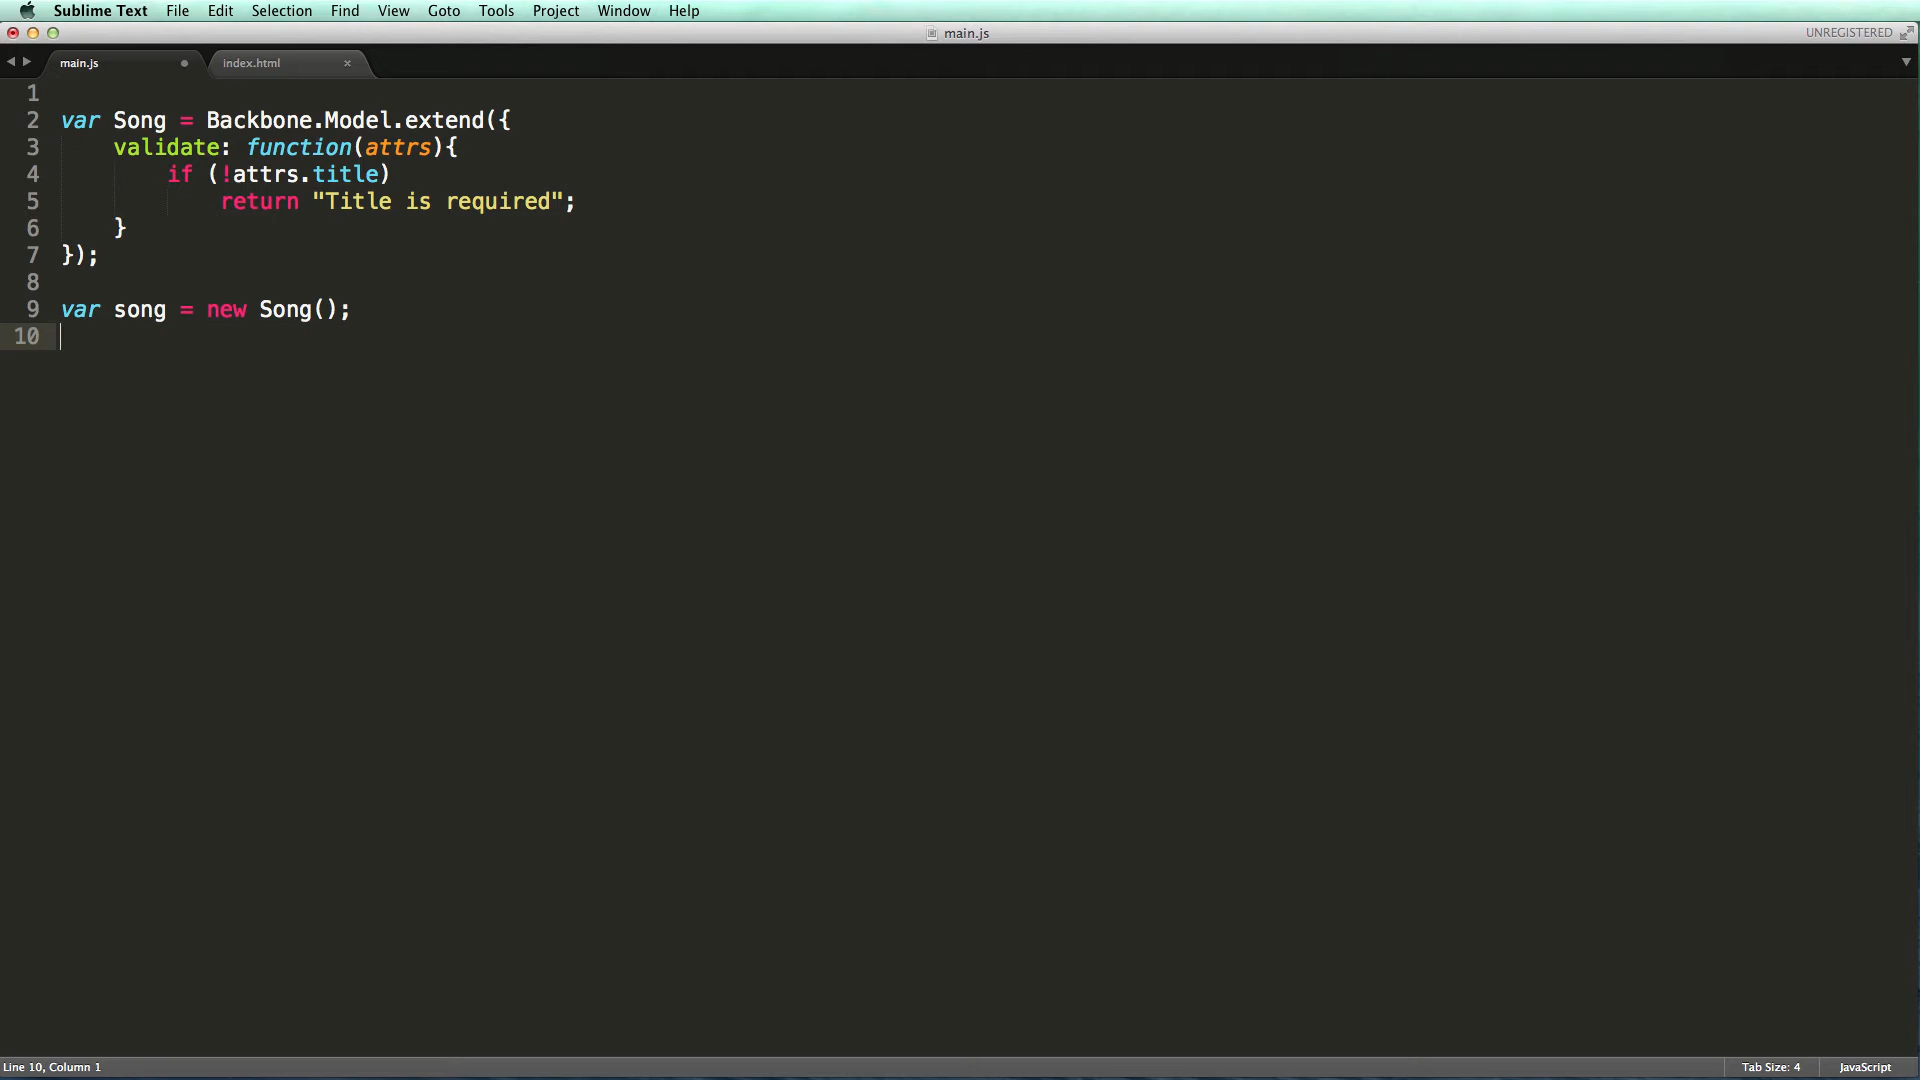 Sublime Text File Edit Selection Find View Goto Tools Project Window Help
main.js UNREGISTERED
main.js index.html
1
2 var Song = Backbone.Model.extend({
3     validate: function(attrs){
4         if (!attrs.title)
5             return "Title is required";
6     }
7 });
8
9 var song = new Song();
10
Line 10, Column 1 Tab Size: 4 JavaScript